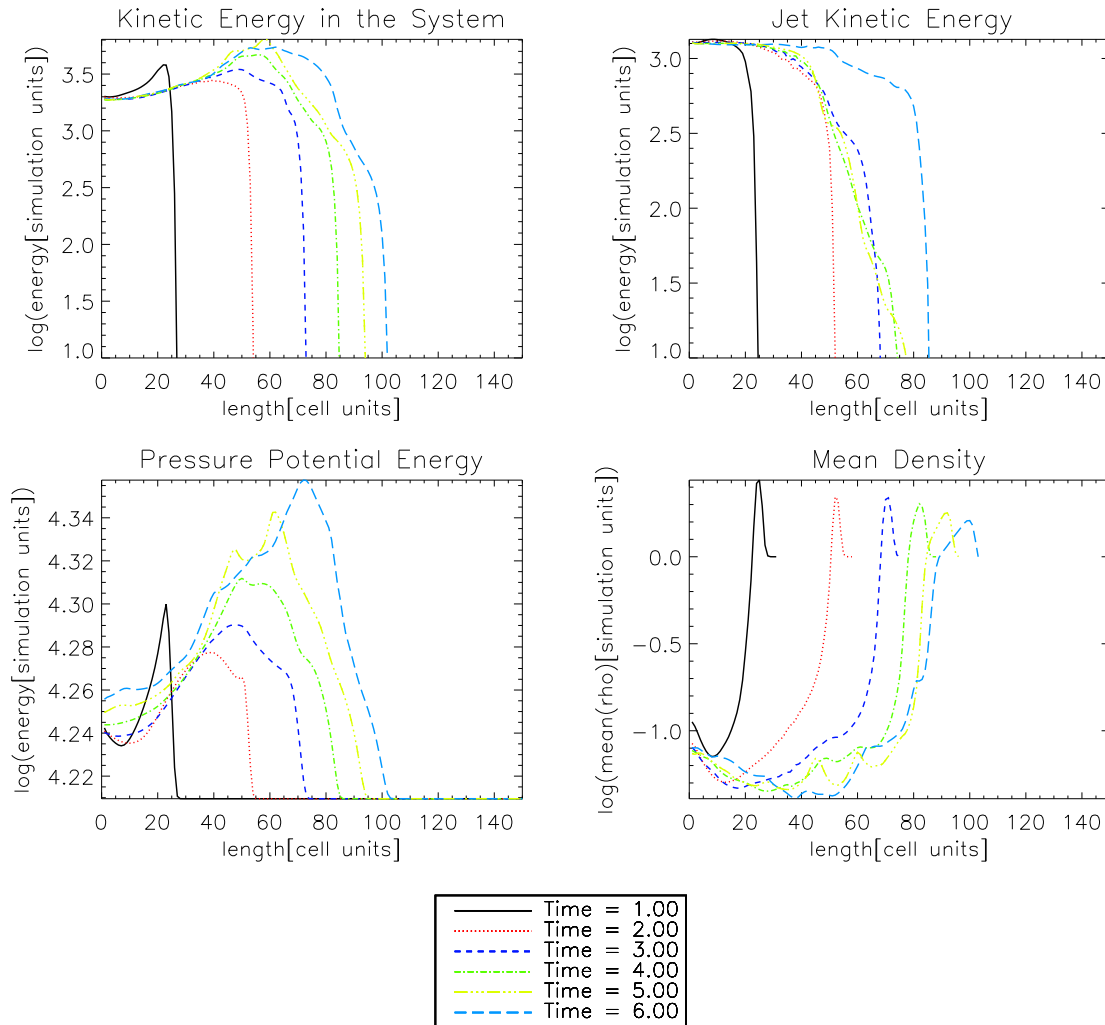 Kinetic Energy in the System
Jet Kinetic Energy
log(energy[simulation units])
3.5
3.0
2.5
2.0
1.5
1.0
0 20 40 60 80 100 120 140
length[cell units]
log(energy[simulation units])
3.0
2.5
2.0
1.5
1.0
0 20 40 60 80 100 120 140
length[cell units]
Pressure Potential Energy
Mean Density
log(energy[simulation units])
4.34
4.32
4.30
4.28
4.26
4.24
4.22
0 20 40 60 80 100 120 140
length[cell units]
log(mean(rho)[simulation units])
0.0
−0.5
−1.0
0 20 40 60 80 100 120 140
length[cell units]
Time = 1.00
Time = 2.00
Time = 3.00
Time = 4.00
Time = 5.00
Time = 6.00